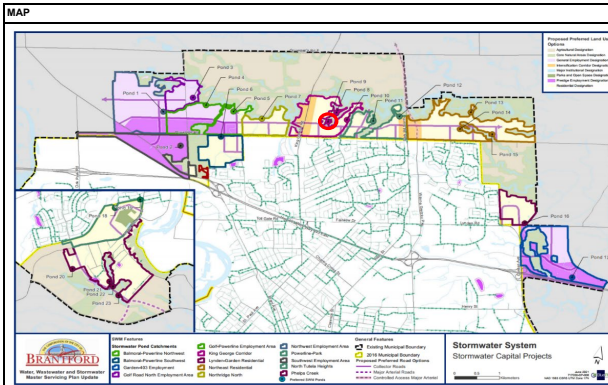 MAP
Proposed Preferred Land Use
Options
Agricultural Designation
Core Natural Areas Designation
General Employment Designation
Intensification Corridor Designation
Major Institutional Designation
Parks and Open Space Designation
Prestige Employment Designation
Residential Designation
Pond 3
Pond 4
Pond 1
Pond 6
Pond 5
Pond 7
Pond 9
Pond 8
Pond 10
Pond 11
Pond 12
Pond 13
Pond 14
Pond 15
Pond 16
Pond 17
Pond 18
Pond 20
Pond 22
Pond 23
BRANTFORD
Water, Wastewater and Stormwater
Master Servicing Plan Update
SWM Features
Stormwater Pond Catchments
Balmoral-Powerline Northwest
Balmoral-Powerline Southwest
Garden-403 Employment
Golf Road North Employment Area
Golf-Powerline Employment Area
King George Corridor
Lynden-Garden Residential
Northeast Residential
Northridge North
Northwest Employment Area
Powerline-Park
Southwest Employment Area
North Tutela Heights
Phelps Creek
Preferred SWM Ponds
General Features
Existing Municipal Boundary
2016 Municipal Boundary
Proposed Preferred Road Options
Collector Roads
Major Arterial Roads
Controlled Access Major Arterial
Stormwater System
Stormwater Capital Projects